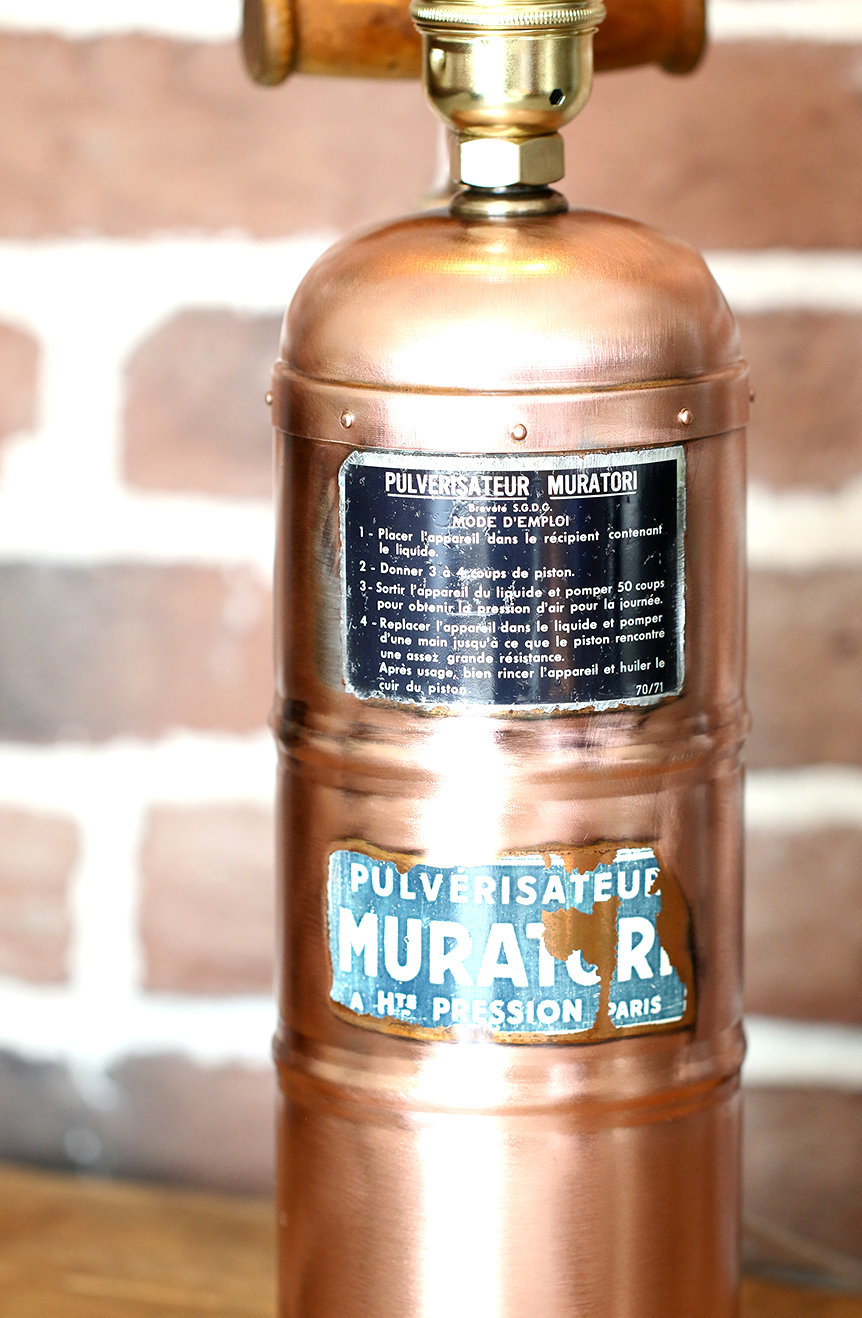 PULVERISATEUR MURATORI
Breveté S.G.D.G.
MODE D'EMPLOI
1 - Placer l'appareil dans le récipient contenant
le liquide.
2 - Donner 3 à 4 coups de piston.
3 - Sortir l'appareil du liquide et pomper 50 coups
pour obtenir la pression d'air pour la journée.
4 - Replacer l'appareil dans le liquide et pomper
d'une main jusqu'à ce que le piston rencontre
une assez grande résistance.
Après usage, bien rincer l'appareil et huiler le
cuir du piston
70/71
PULVÉRISATEUR
MURATORI
A HTE PRESSION PARIS